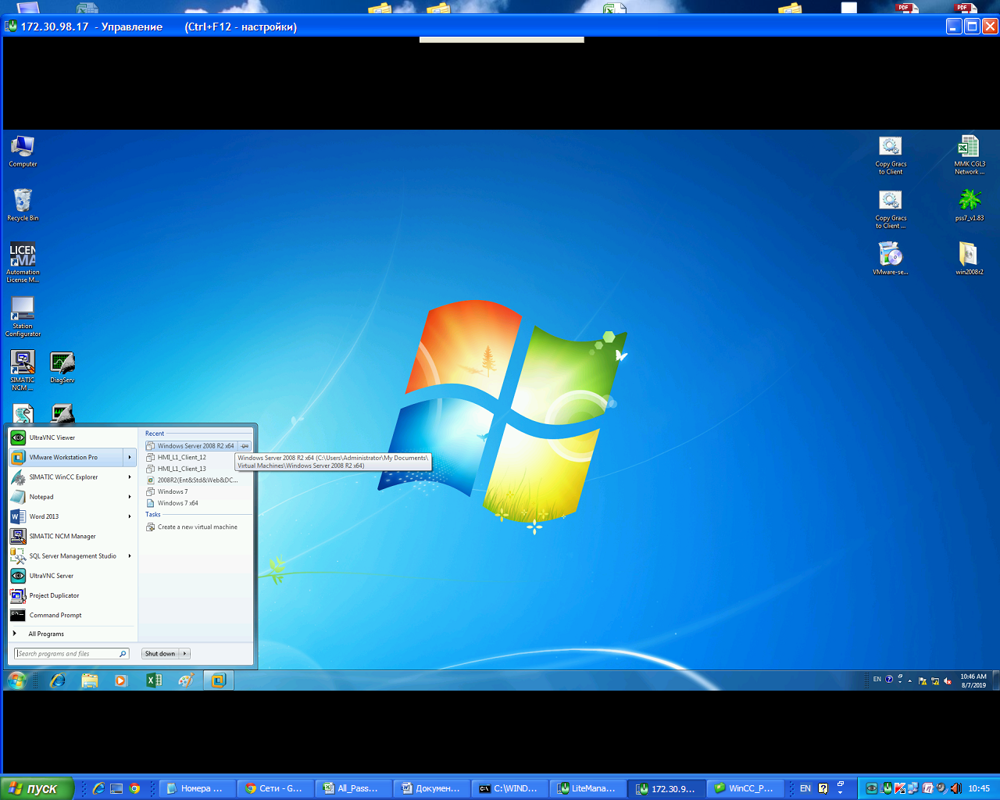 PDF
PDF
172.30.98.17 - Управление (Ctrl+F12 - настройки)
Computer
Recycle Bin
LICEN
MA
Automation
License M...
Station
Configurator
SIMATIC
NCM ...
DiagServ
Copy Gracs
to Client
MMK CGL3
Network ...
Copy Gracs
to Client ...
pss7_v1.83
VMware-se...
win2008r2
UltraVNC Viewer
VMware Workstation Pro
SIMATIC WinCC Explorer
Notepad
Word 2013
SIMATIC NCM Manager
SQL Server Management Studio
UltraVNC Server
Project Duplicator
Command Prompt
All Programs
Search programs and files
Shut down
Recent
Windows Server 2008 R2 x64
HMI_L1_Client_12
HMI_L1_Client_13
2008R2(Ent&Std&Web&DC...
Windows 7
Windows 7 x64
Tasks
Create a new virtual machine
Windows Server 2008 R2 x64 (C:\Users\Administrator\My Documents\
Virtual Machines\Windows Server 2008 R2 x64)
EN
10:46 AM
8/7/2019
пуск
Номера ...
Сети - G...
All_Pass...
Докумен...
C:\WIND...
LiteMana...
172.30.9...
WinCC_P...
EN
10:45